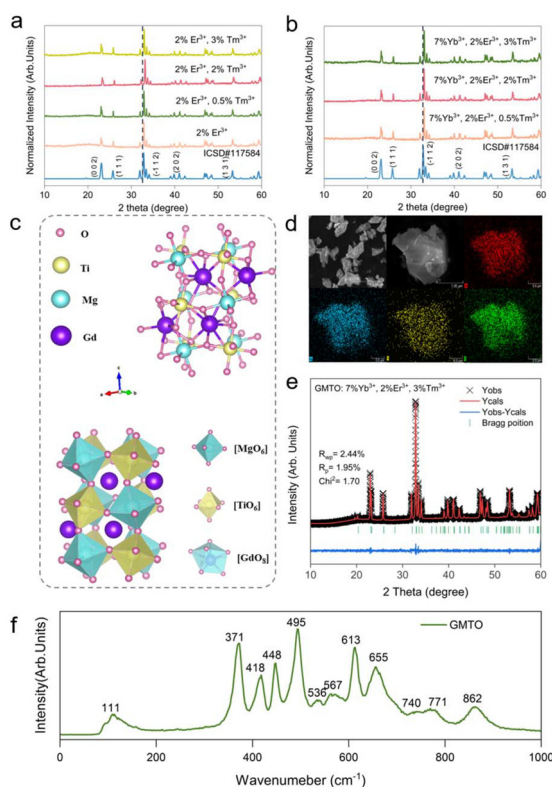 a
Normalized Intensity (Arb.Units)
2% Er³⁺, 3% Tm³⁺
2% Er³⁺, 2% Tm³⁺
2% Er³⁺, 0.5% Tm³⁺
2% Er³⁺
ICSD#117584
(0 0 2)
(1 1 1)
(-1 1 2)
(2 0 2)
(1 3 1)
10 20 30 40 50 60
2 theta (degree)
b
Normalized Intensity (Arb.Units)
7%Yb³⁺, 2%Er³⁺, 3%Tm³⁺
7%Yb³⁺, 2%Er³⁺, 2%Tm³⁺
7%Yb³⁺, 2%Er³⁺, 0.5%Tm³⁺
ICSD#117584
(0 0 2)
(1 1 1)
(-1 1 2)
(2 0 2)
(1 3 1)
10 20 30 40 50 60
2 theta (degree)
c
O
Ti
Mg
Gd
[MgO₆]
[TiO₆]
[GdO₈]
d
e
GMTO: 7%Yb³⁺, 2%Er³⁺, 3%Tm³⁺
Yobs
Ycals
Yobs-Ycals
Bragg poition
Rwp= 2.44%
Rp= 1.95%
Chi²= 1.70
Intensity (Arb. Units)
10 20 30 40 50 60
2 Theta (degree)
f
Intensity(Arb.Units)
GMTO
111
371
418
448
495
536
567
613
655
740
771
862
0 200 400 600 800 1000
Wavenumeber (cm⁻¹)